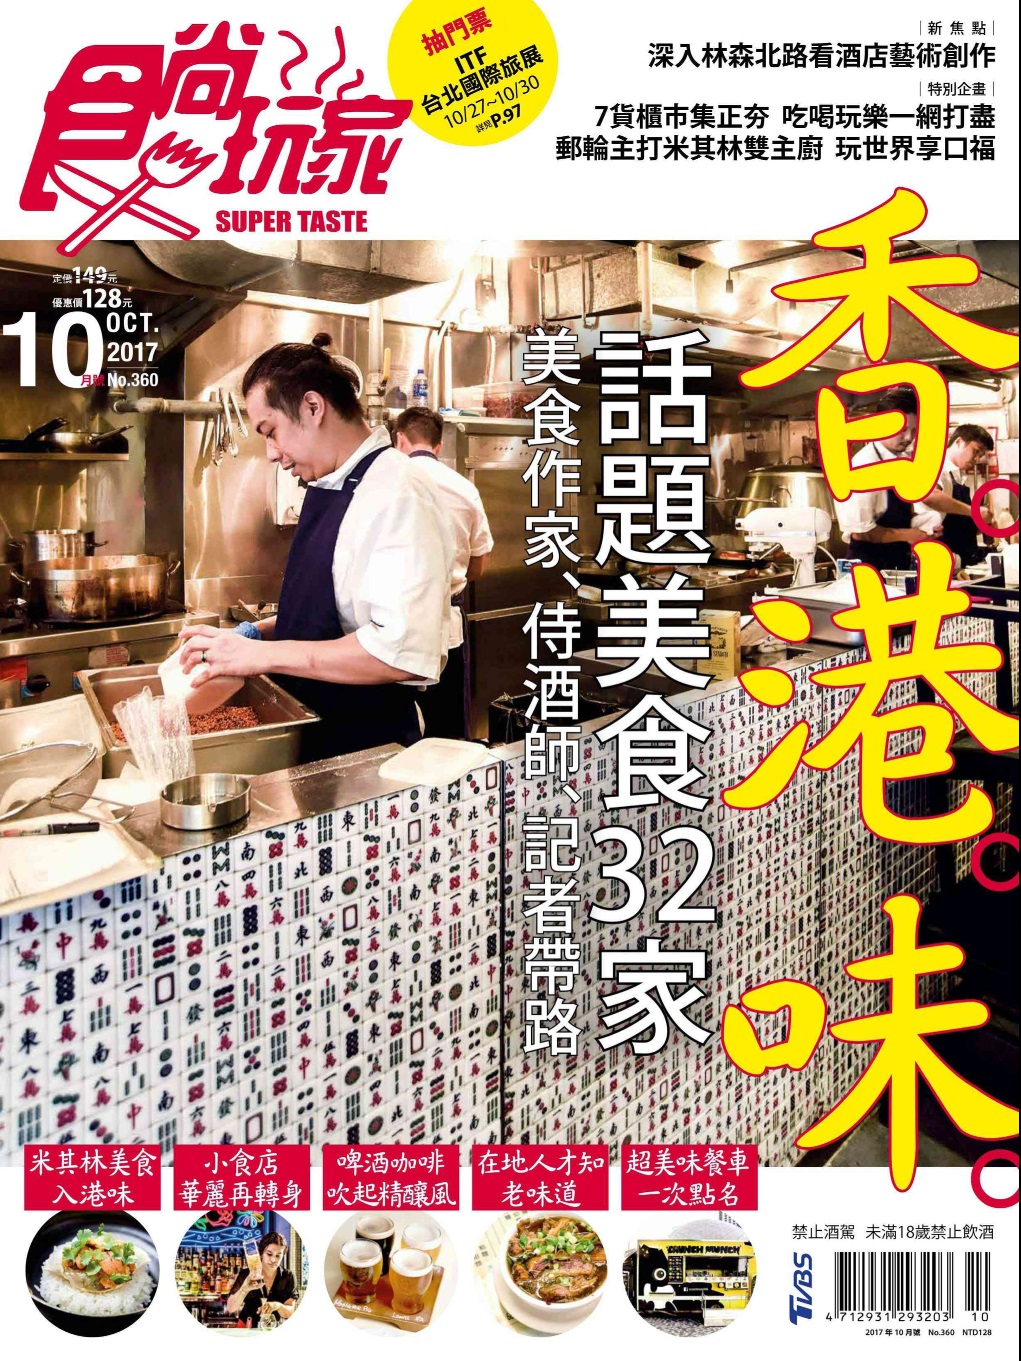 食尚玩家
SUPER TASTE
抽門票
ITF
台北國際旅展
10/27~10/30
詳見P.97
新焦點
深入林森北路看酒店藝術創作
特別企畫
7貨櫃市集正夯 吃喝玩樂一網打盡
郵輪主打米其林雙主廚 玩世界享口福
定價149元
優惠價128元
10月號
OCT.
2017
No.360
香。港。味。
話題美食32家
美食作家、侍酒師、記者帶路
米其林美食
入港味
小食店
華麗再轉身
啤酒咖啡
吹起精釀風
在地人才知
老味道
超美味餐車
一次點名
CRUNCH MUNCH
禁止酒駕 未滿18歲禁止飲酒
TVBS
4 712931 293203 10
2017年10月號 No.360 NTD128